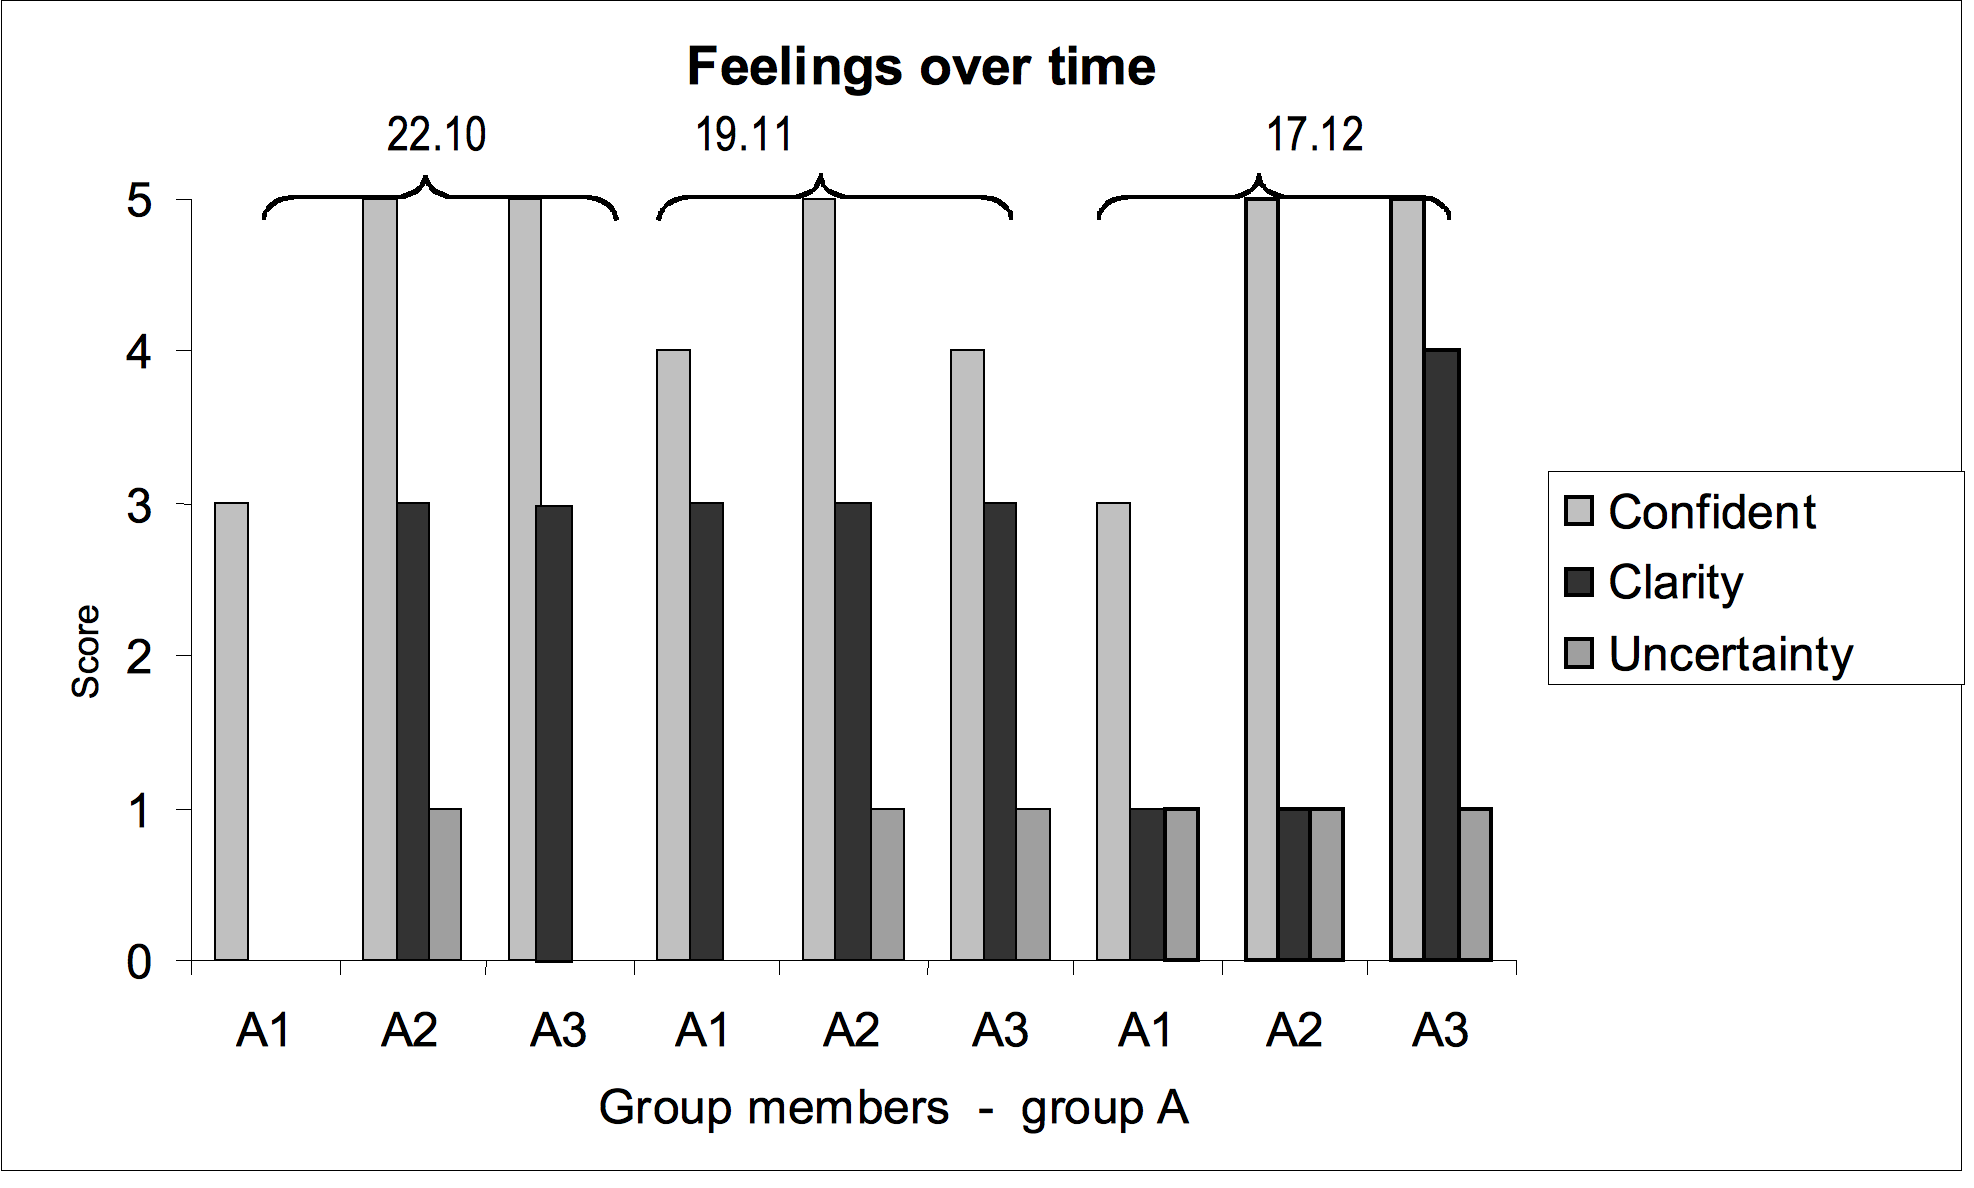 Feelings over time
22.10 19.11 17.12
5
4
3
2
1
0
Score
A1 A2 A3 A1 A2 A3 A1 A2 A3
Group members - group A
Confident
Clarity
Uncertainty